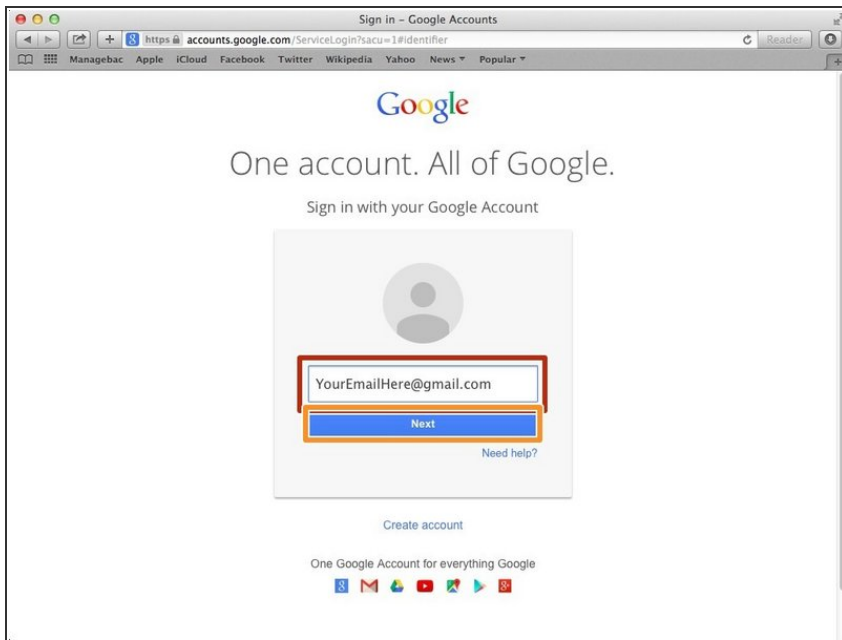 Sign in – Google Accounts
https accounts.google.com/ServiceLogin?sacu=1#identifier
Reader
Managebac Apple iCloud Facebook Twitter Wikipedia Yahoo News Popular
Google
One account. All of Google.
Sign in with your Google Account
YourEmailHere@gmail.com
Next
Need help?
Create account
One Google Account for everything Google